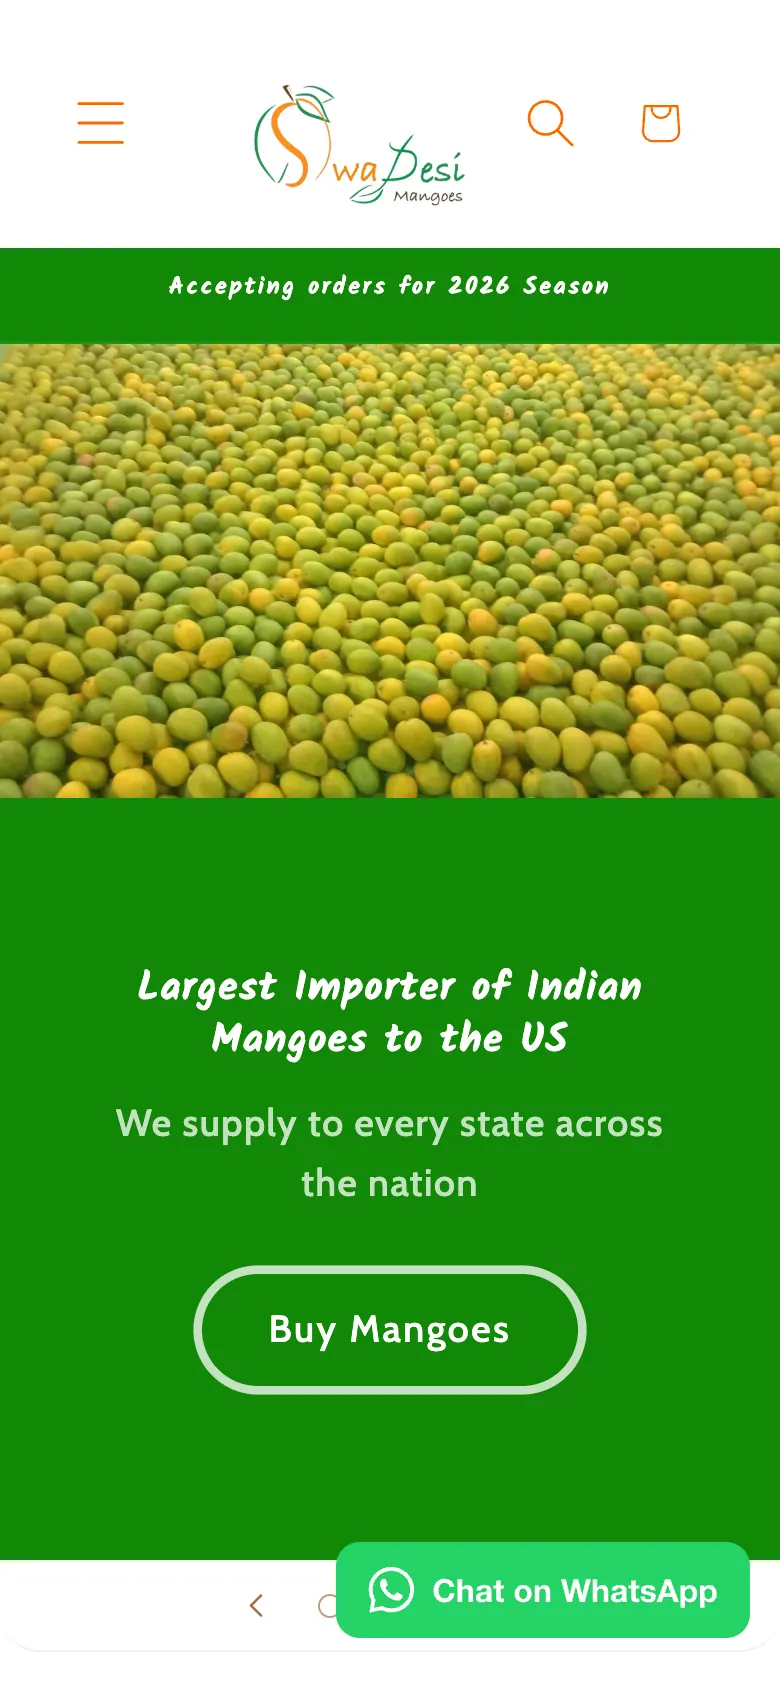 SwaDesi
Mangoes
Accepting orders for 2026 Season
Largest Importer of Indian
Mangoes to the US
We supply to every state across
the nation
Buy Mangoes
Chat on WhatsApp